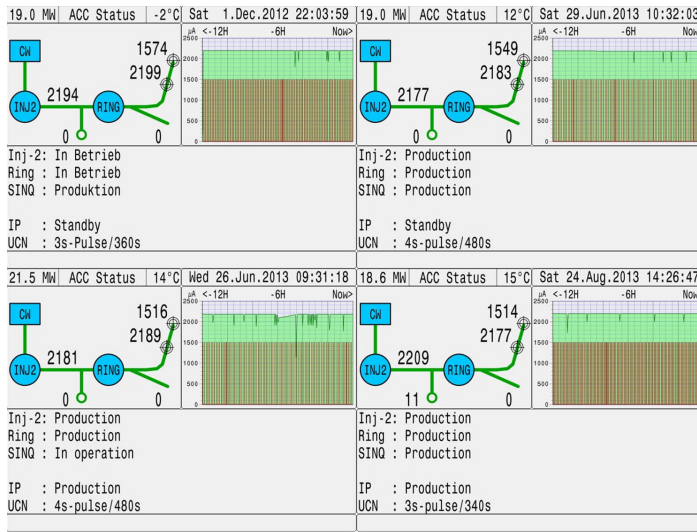 19.0 MW ACC Status -2°C Sat 1.Dec.2012 22:03:59
µA <-12H -6H Now>
2500
2000
1500
1000
500
0
CW
1574
2199
INJ2
2194
RING
0
0
Inj-2: In Betrieb
Ring : In Betrieb
SINQ : Produktion
IP : Standby
UCN : 3s-Pulse/360s
19.0 MW ACC Status 12°C Sat 29.Jun.2013 10:32:03
µA <-12H -6H Now>
2500
2000
1500
1000
500
0
CW
1549
2183
INJ2
2177
RING
0
0
Inj-2: Production
Ring : Production
SINQ : Production
IP : Standby
UCN : 4s-pulse/480s
21.5 MW ACC Status 14°C Wed 26.Jun.2013 09:31:18
µA <-12H -6H Now>
2500
2000
1500
1000
500
0
CW
1516
2189
INJ2
2181
RING
0
0
Inj-2: Production
Ring : Production
SINQ : In operation
IP : Production
UCN : 4s-pulse/480s
18.6 MW ACC Status 15°C Sat 24.Aug.2013 14:26:47
µA <-12H -6H Now>
2500
2000
1500
1000
500
0
CW
1514
2177
INJ2
2209
RING
11
0
Inj-2: Production
Ring : Production
SINQ : Production
IP : Production
UCN : 3s-pulse/340s